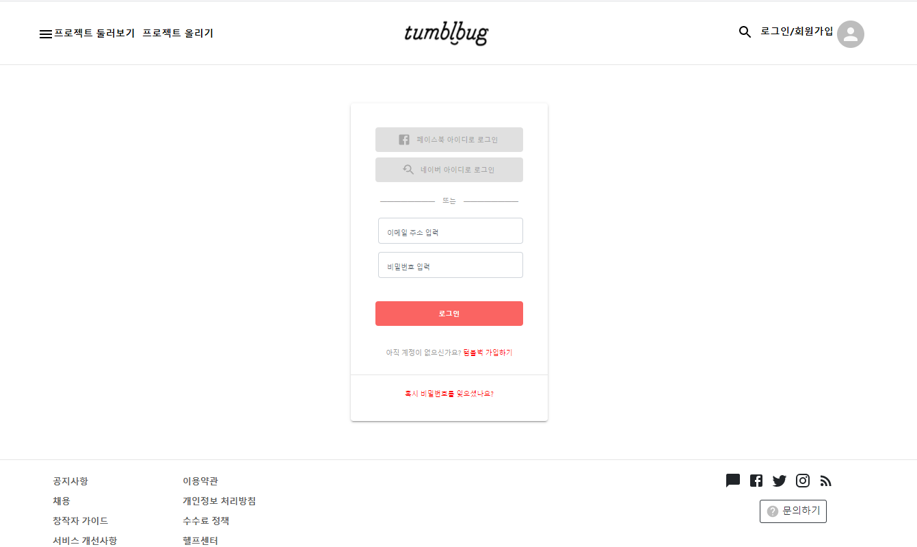 프로젝트 둘러보기 프로젝트 올리기 tumblbug 로그인/회원가입
페이스북 아이디로 로그인
네이버 아이디로 로그인
또는
이메일 주소 입력
비밀번호 입력
로그인
아직 계정이 없으신가요? 텀블벅 가입하기
혹시 비밀번호를 잊으셨나요?
공지사항 이용약관
채용 개인정보 처리방침
창작자 가이드 수수료 정책
서비스 개선사항 헬프센터
문의하기